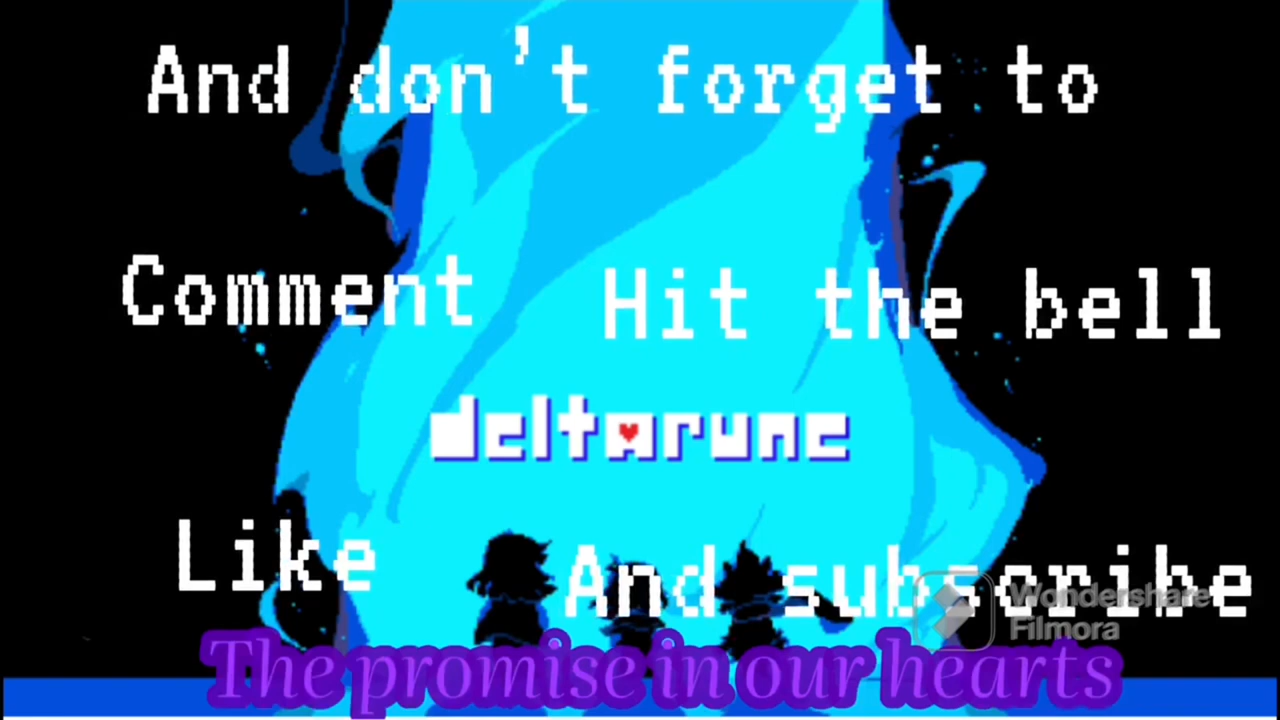 And don't forget to
Comment
Hit the bell
deltarune
Like
And subscribe
Wondershare
Filmora
The promise in our hearts